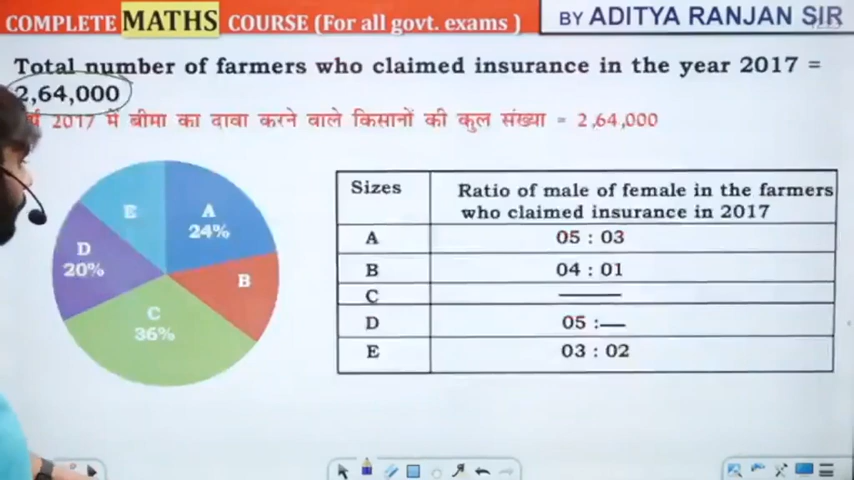 COMPLETE MATHS COURSE (For all govt. exams )
BY ADITYA RANJAN SIR
Total number of farmers who claimed insurance in the year 2017 =
2,64,000
2017 में बीमा का दावा करने वाले किसानों की कुल संख्या = 2,64,000
E
A
24%
D
20%
B
C
36%
Sizes
Ratio of male of female in the farmers
who claimed insurance in 2017
A 05 : 03
B 04 : 01
C ——
D 05 :—
E 03 : 02